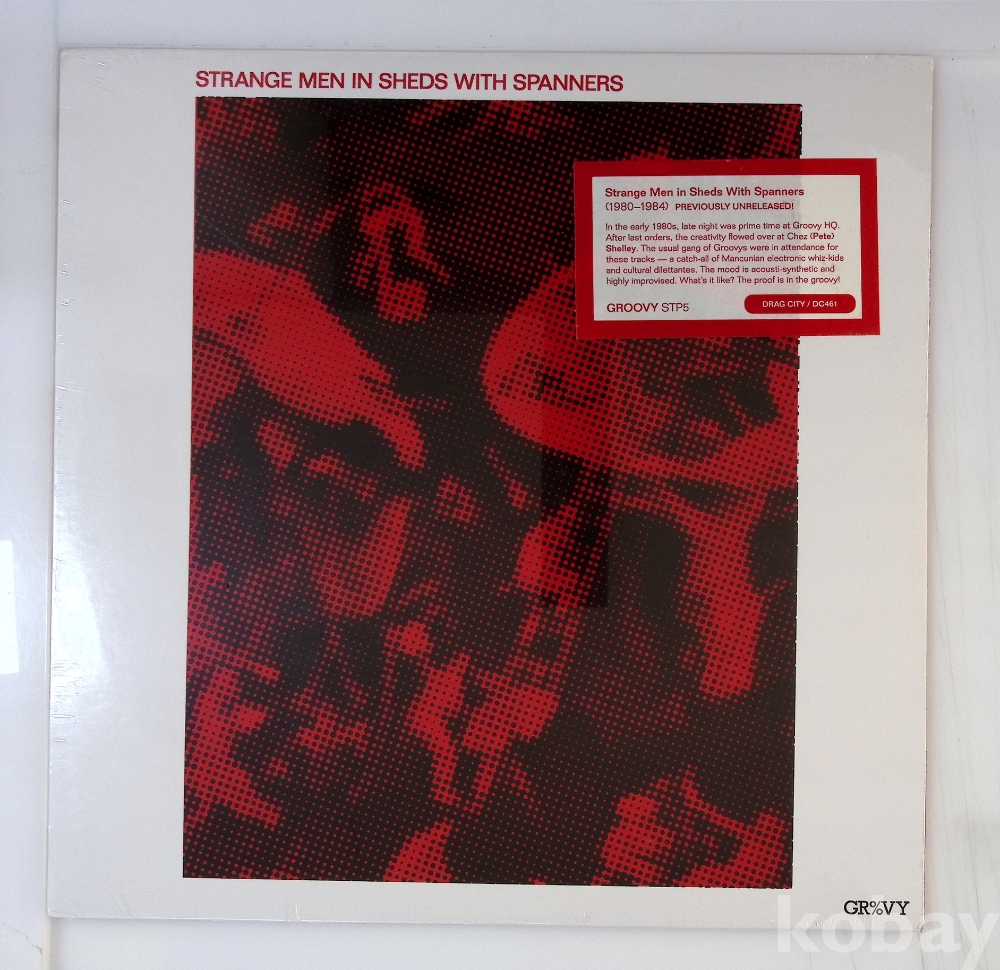 STRANGE MEN IN SHEDS WITH SPANNERS
Strange Men in Sheds With Spanners
(1980–1984) PREVIOUSLY UNRELEASED!
In the early 1980s, late night was prime time at Groovy HQ.
After last orders, the creativity flowed over at Chez (Pete)
Shelley. The usual gang of Groovys were in attendance for
these tracks — a catch-all of Mancunian electronic whiz-kids
and cultural dilettantes. The mood is acousti-synthetic and
highly improvised. What's it like? The proof is in the groovy!
GROOVY STP5
DRAG CITY / DC461
GR%VY
kobay